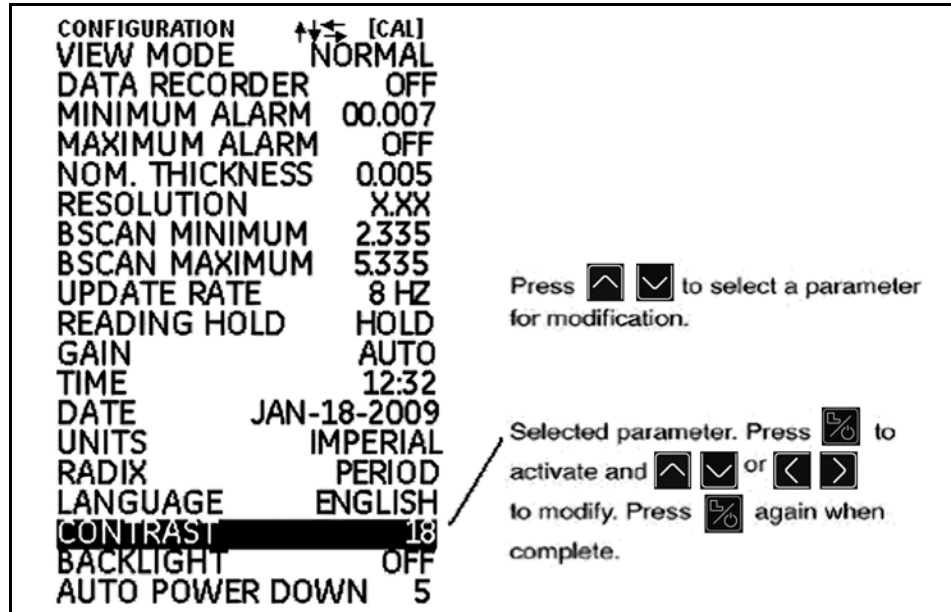 CONFIGURATION [CAL]
VIEW MODE NORMAL
DATA RECORDER OFF
MINIMUM ALARM 00.007
MAXIMUM ALARM OFF
NOM. THICKNESS 0.005
RESOLUTION X.XX
BSCAN MINIMUM 2.335
BSCAN MAXIMUM 5.335
UPDATE RATE 8 HZ
READING HOLD HOLD
GAIN AUTO
TIME 12:32
DATE JAN-18-2009
UNITS IMPERIAL
RADIX PERIOD
LANGUAGE ENGLISH
CONTRAST 18
BACKLIGHT OFF
AUTO POWER DOWN 5
Press to select a parameter
for modification.
Selected parameter. Press to
activate and or
to modify. Press again when
complete.